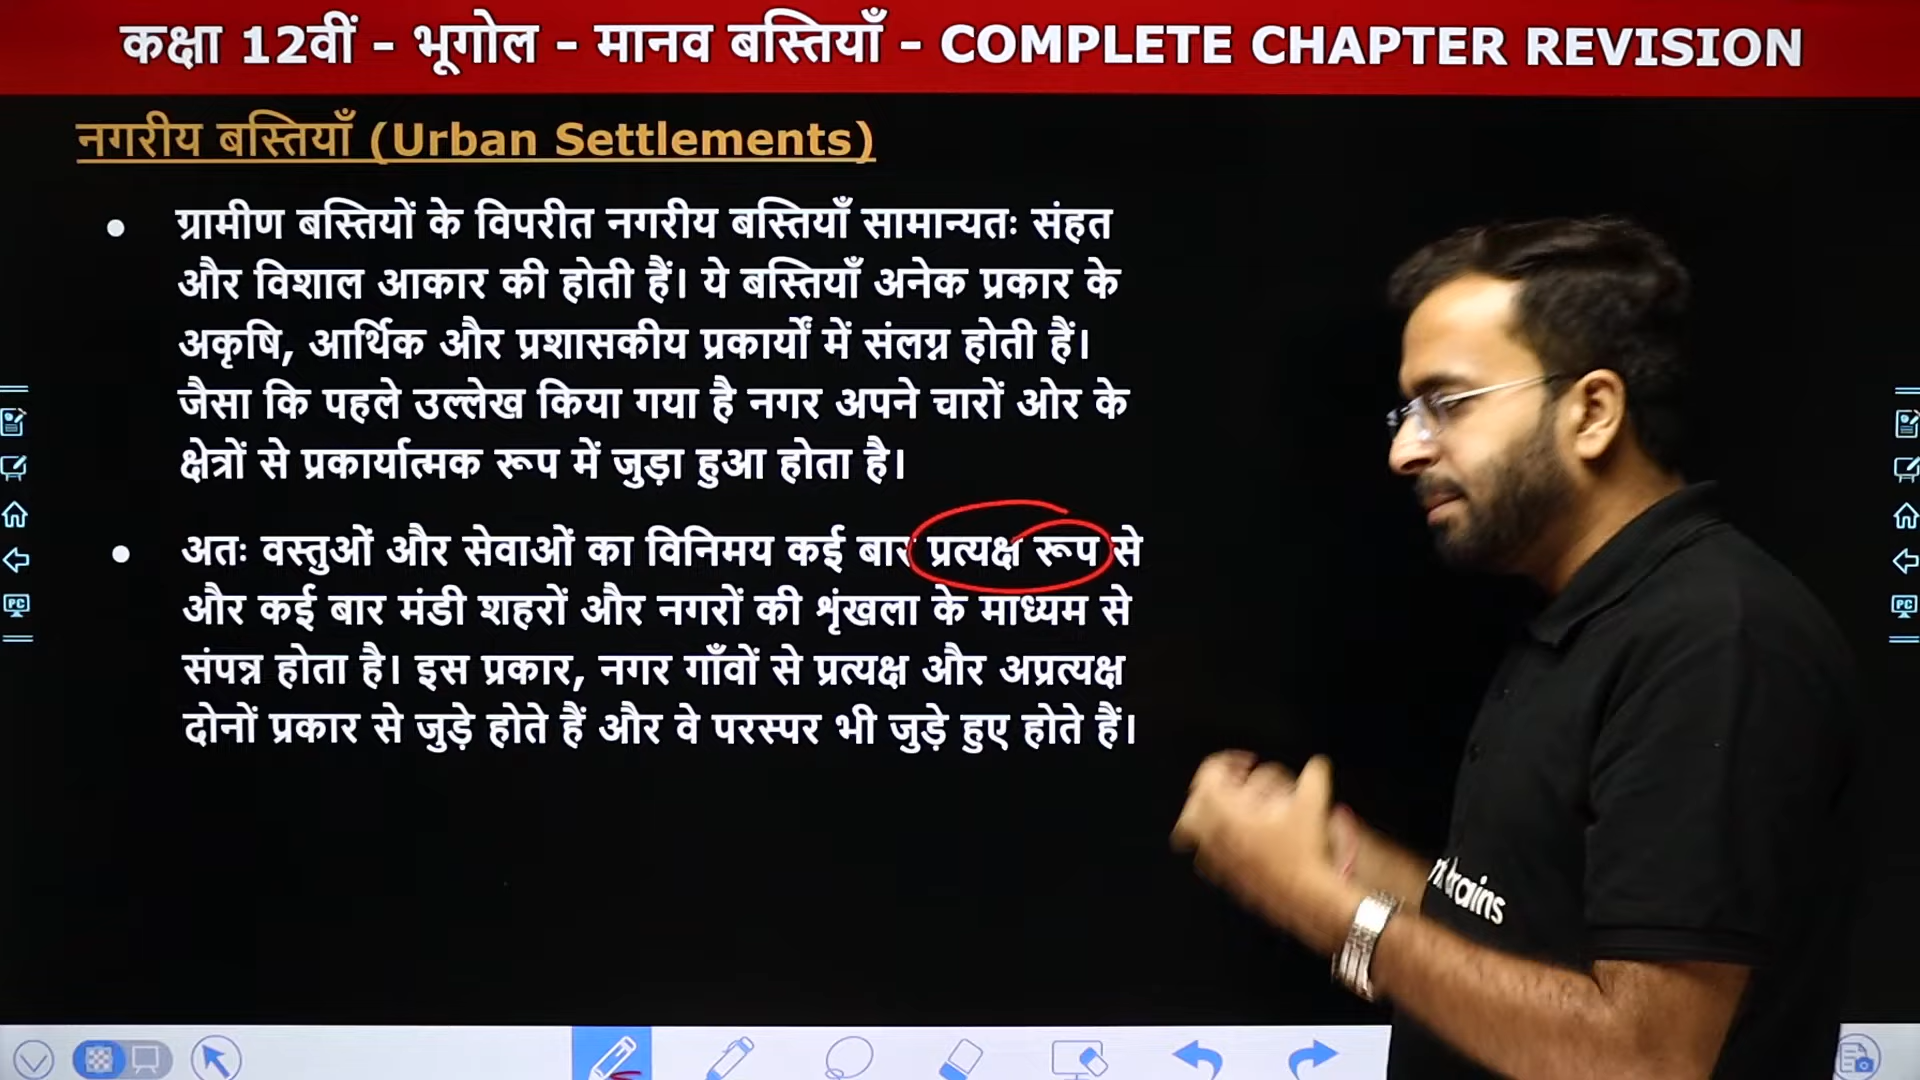 कक्षा 12वीं - भूगोल - मानव बस्तियाँ - COMPLETE CHAPTER REVISION
नगरीय बस्तियाँ (Urban Settlements)
ग्रामीण बस्तियों के विपरीत नगरीय बस्तियाँ सामान्यतः संहत
और विशाल आकार की होती हैं। ये बस्तियाँ अनेक प्रकार के
अकृषि, आर्थिक और प्रशासकीय प्रकार्यों में संलग्न होती हैं।
जैसा कि पहले उल्लेख किया गया है नगर अपने चारों ओर के
क्षेत्रों से प्रकार्यात्मक रूप में जुड़ा हुआ होता है।
अतः वस्तुओं और सेवाओं का विनिमय कई बार प्रत्यक्ष रूप से
और कई बार मंडी शहरों और नगरों की शृंखला के माध्यम से
संपन्न होता है। इस प्रकार, नगर गाँवों से प्रत्यक्ष और अप्रत्यक्ष
दोनों प्रकार से जुड़े होते हैं और वे परस्पर भी जुड़े हुए होते हैं।
PC
PC